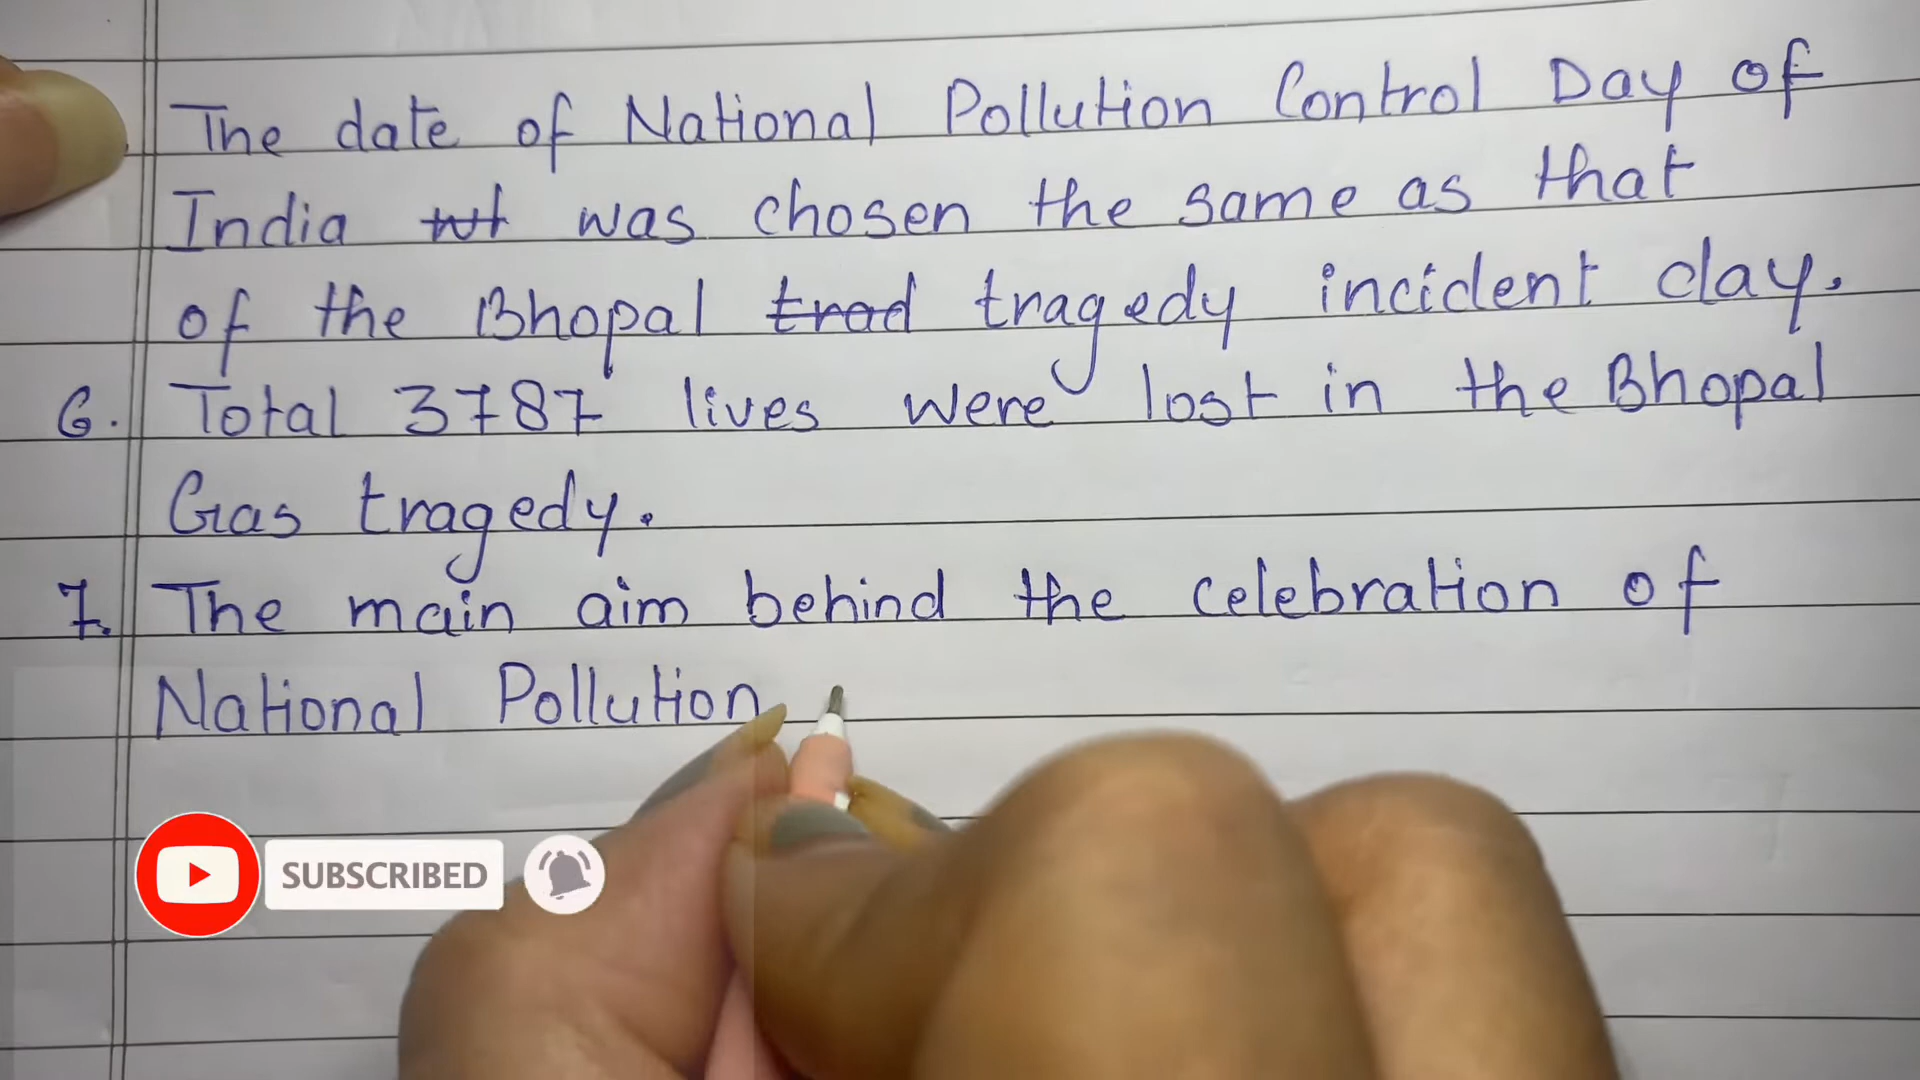 The date of National Pollution Control Day of
India wt was chosen the same as that
of the Bhopal trad tragedy incident day.
6. Total 3787 lives were lost in the Bhopal
Gas tragedy.
7. The main aim behind the celebration of
National Pollution
SUBSCRIBED